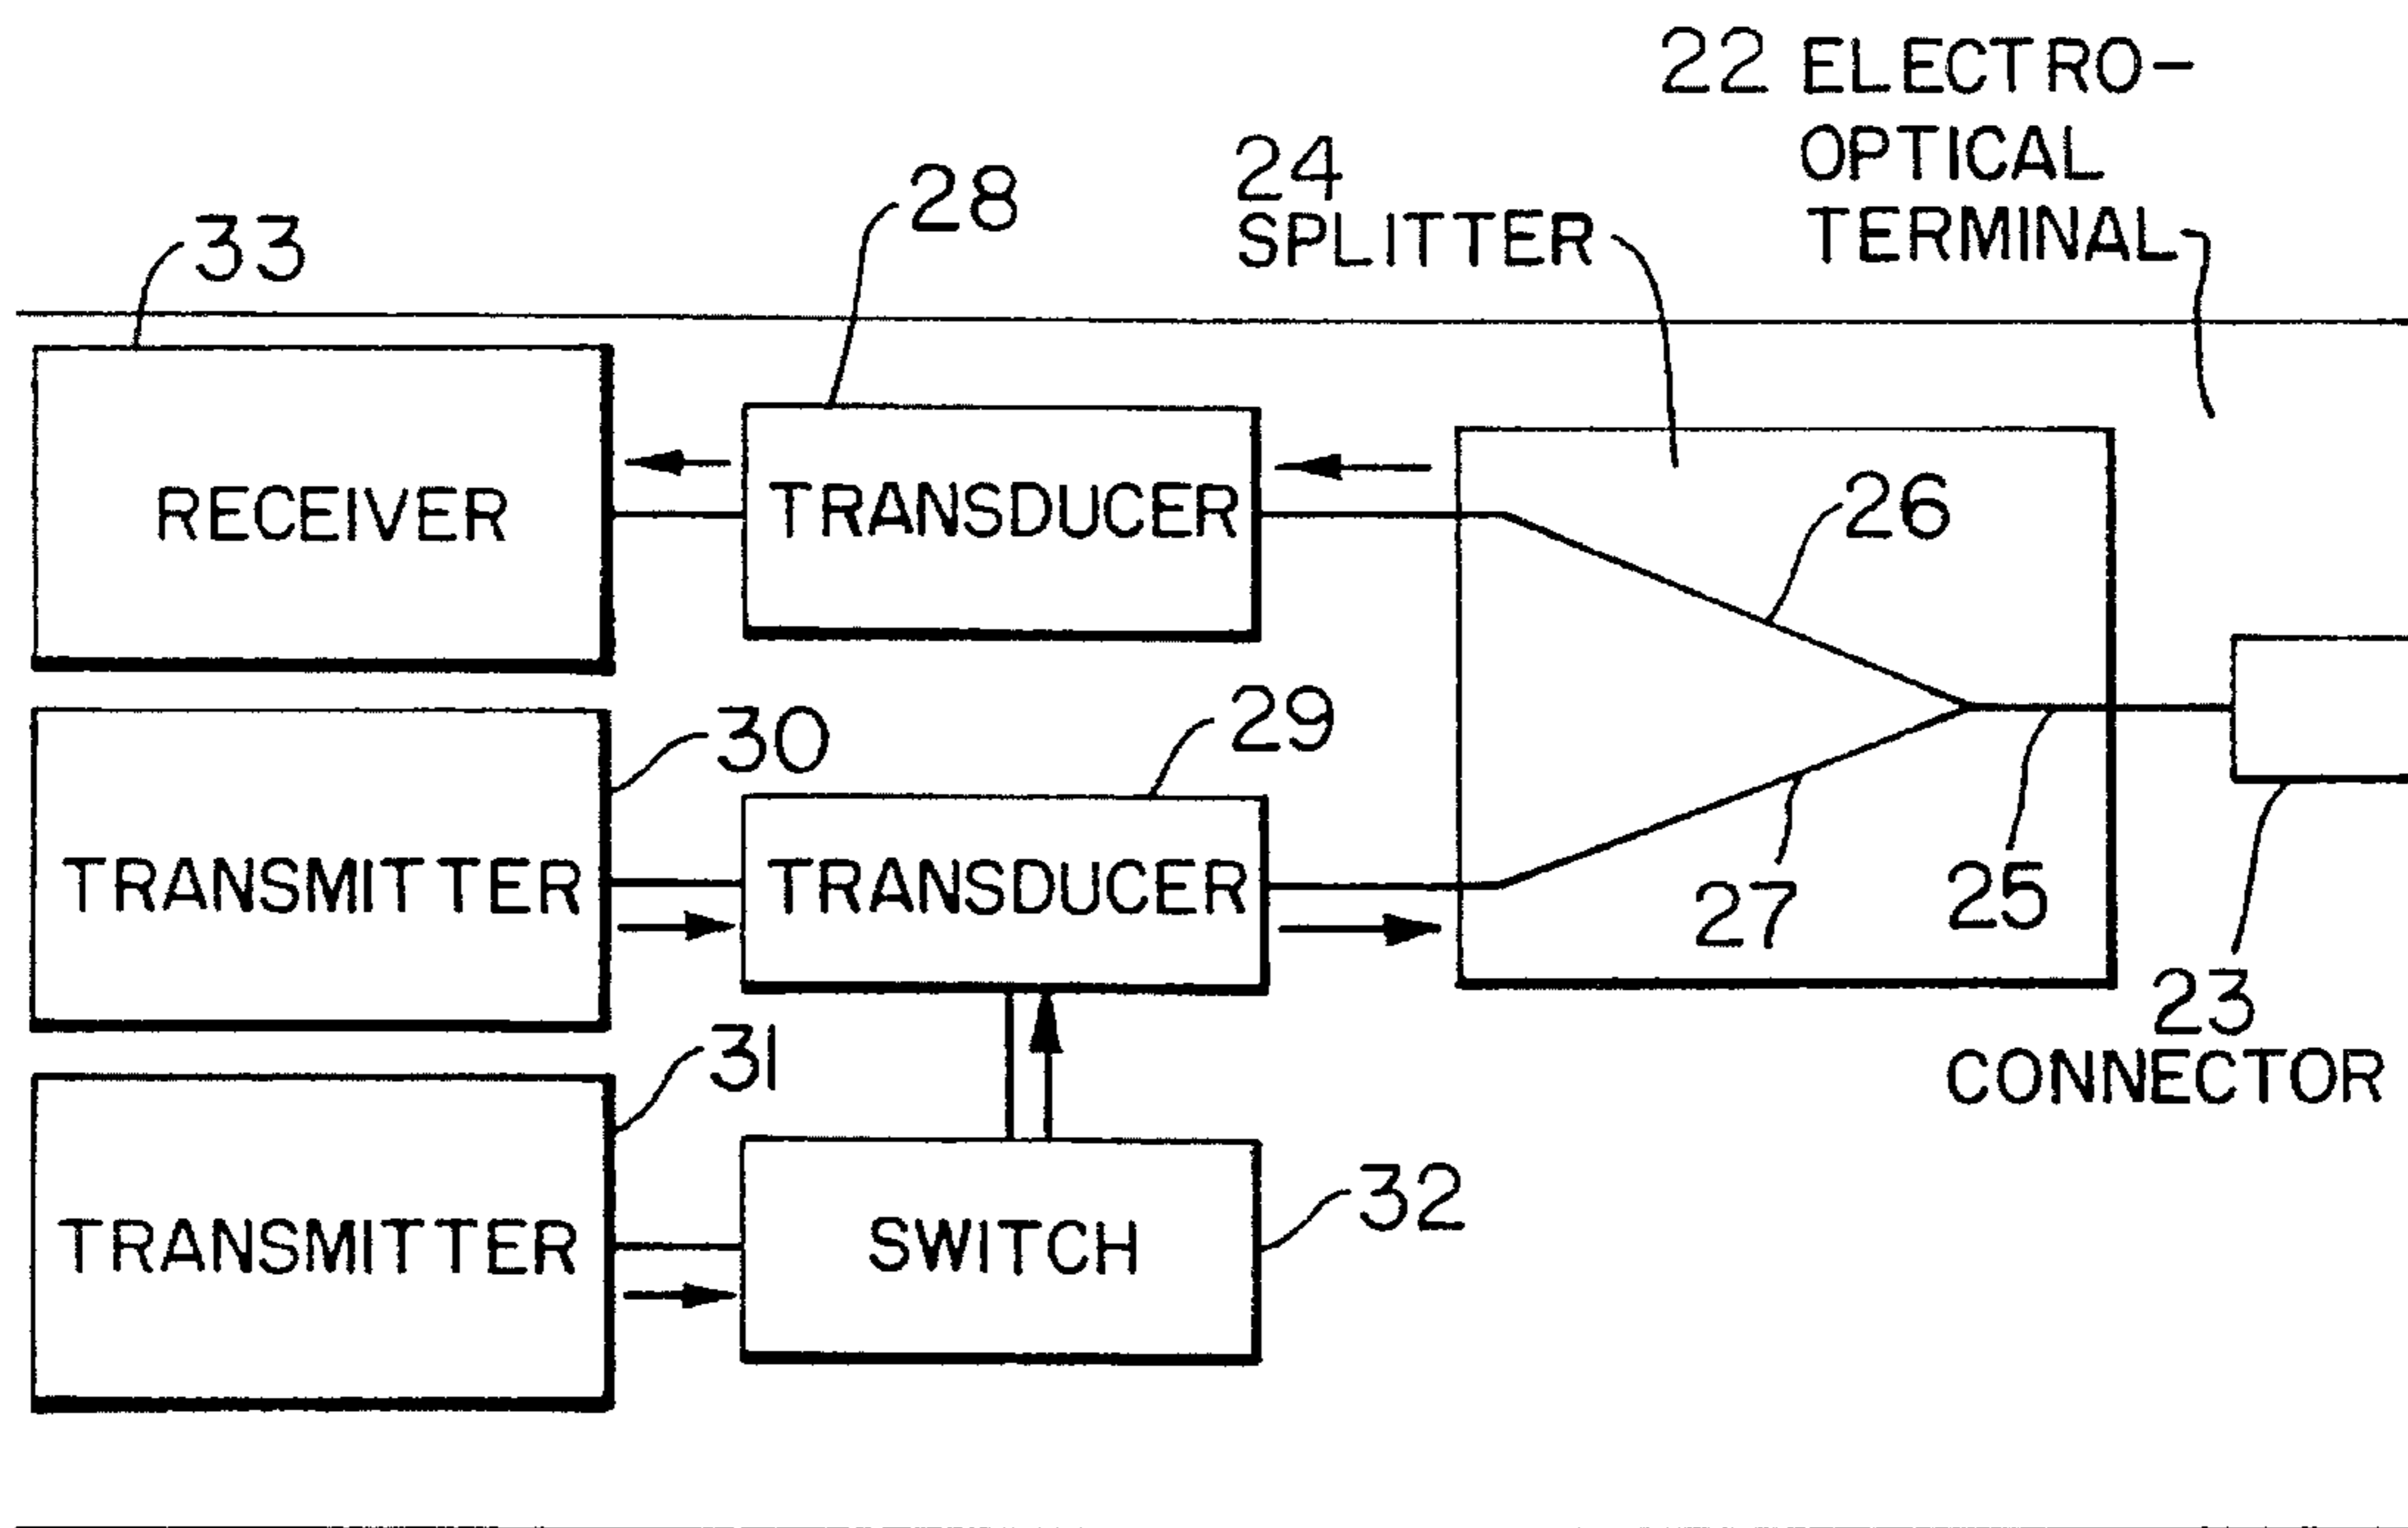 22 ELECTRO-
OPTICAL
TERMINAL
24
SPLITTER
28
33
RECEIVER
TRANSDUCER
26
30
29
TRANSMITTER
TRANSDUCER
27
25
23
CONNECTOR
31
TRANSMITTER
SWITCH
32